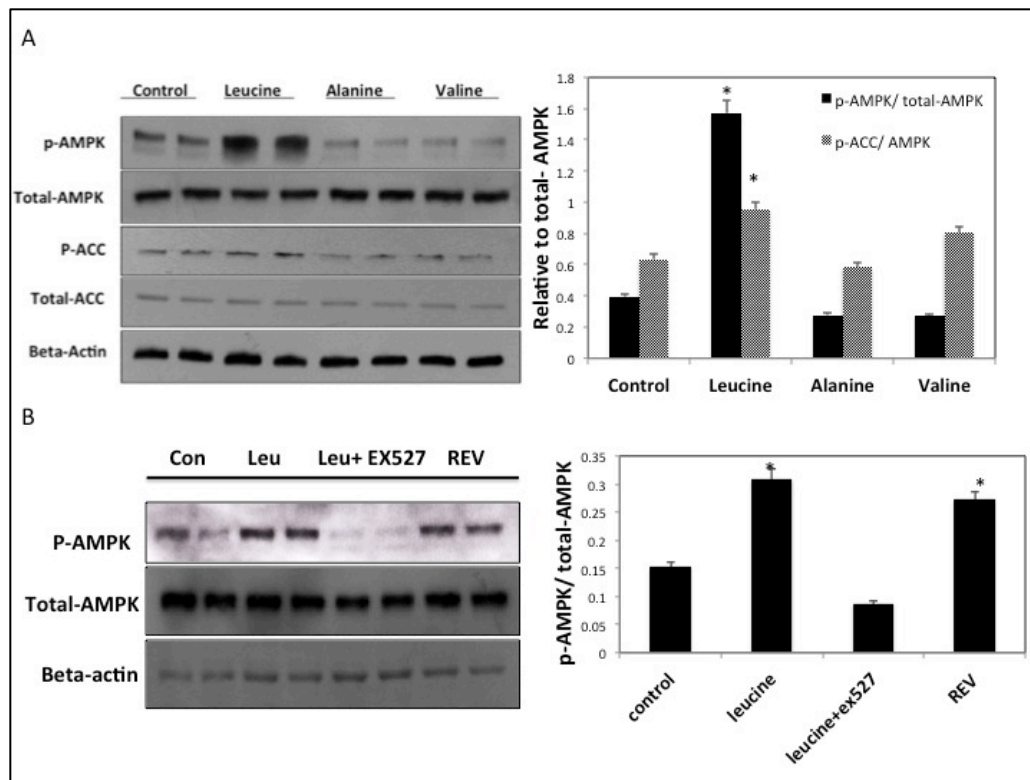 A
Control Leucine Alanine Valine
p-AMPK
Total-AMPK
P-ACC
Total-ACC
Beta-Actin
Relative to total- AMPK
1.8
1.6
1.4
1.2
1
0.8
0.6
0.4
0.2
0
*
*
p-AMPK/ total-AMPK
p-ACC/ AMPK
Control Leucine Alanine Valine
B
Con Leu Leu+ EX527 REV
P-AMPK
Total-AMPK
Beta-actin
p-AMPK/ total-AMPK
0.35
0.3
0.25
0.2
0.15
0.1
0.05
0
*
*
control
leucine
leucine+ex527
REV